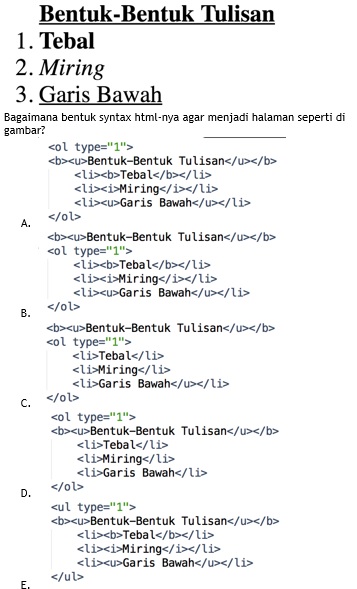 Bentuk-Bentuk Tulisan
1. Tebal
2. Miring
3. Garis Bawah
Bagaimana bentuk syntax html-nya agar menjadi halaman seperti di
gambar?
<ol type="1">
<b><u>Bentuk-Bentuk Tulisan</u></b>
<li><b>Tebal</b></li>
<li><i>Miring</i></li>
<li><u>Garis Bawah</u></li>
A. </ol>
<b><u>Bentuk-Bentuk Tulisan</u></b>
<ol type="1">
<li><b>Tebal</b></li>
<li><i>Miring</i></li>
<li><u>Garis Bawah</u></li>
B. </ol>
<b><u>Bentuk-Bentuk Tulisan</u></b>
<ol type="1">
<li>Tebal</li>
<li>Miring</li>
<li>Garis Bawah</u></li>
C. </ol>
<ol type="1">
<b><u>Bentuk-Bentuk Tulisan</u></b>
<li>Tebal</li>
<li>Miring</li>
<li>Garis Bawah</u></li>
D. </ol>
<ul type="1">
<b><u>Bentuk-Bentuk Tulisan</u></b>
<li><b>Tebal</b></li>
<li><i>Miring</i></li>
<li><u>Garis Bawah</u></li>
E. </ul>